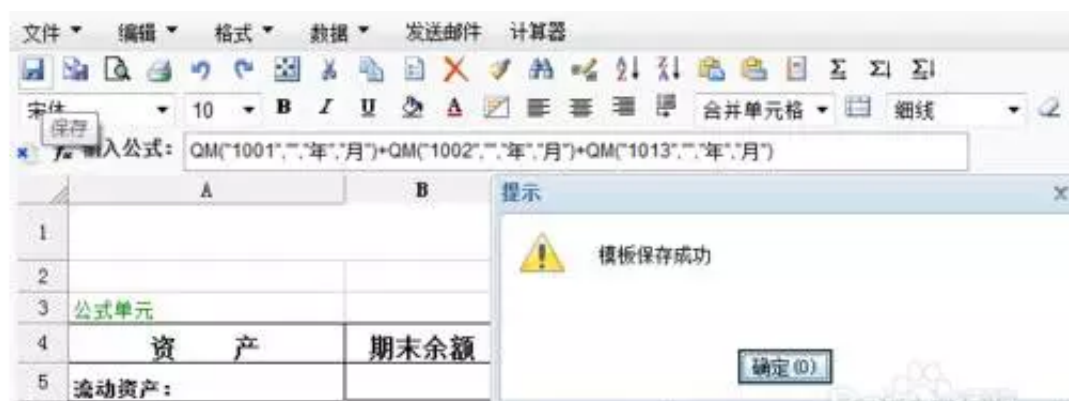 文件 编辑 格式 数据 发送邮件 计算器
宋体 10 B I U A 合并单元格 细线
保存
输入公式: QM("1001","","年","月")+QM("1002","","年","月")+QM("1013","","年","月")
A B
提示
模板保存成功
确定(O)
1
2
3 公式单元
4 资 产 期末余额
5 流动资产: